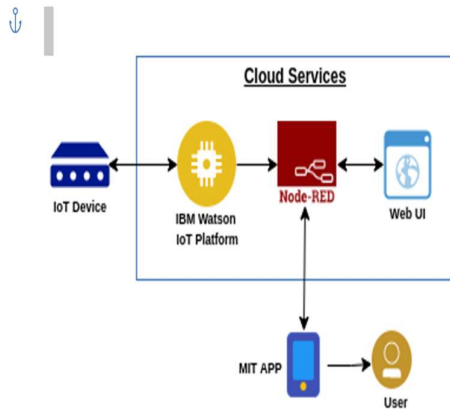 Cloud Services
IoT Device
IBM Watson
IoT Platform
Node-RED
Web UI
MIT APP
User